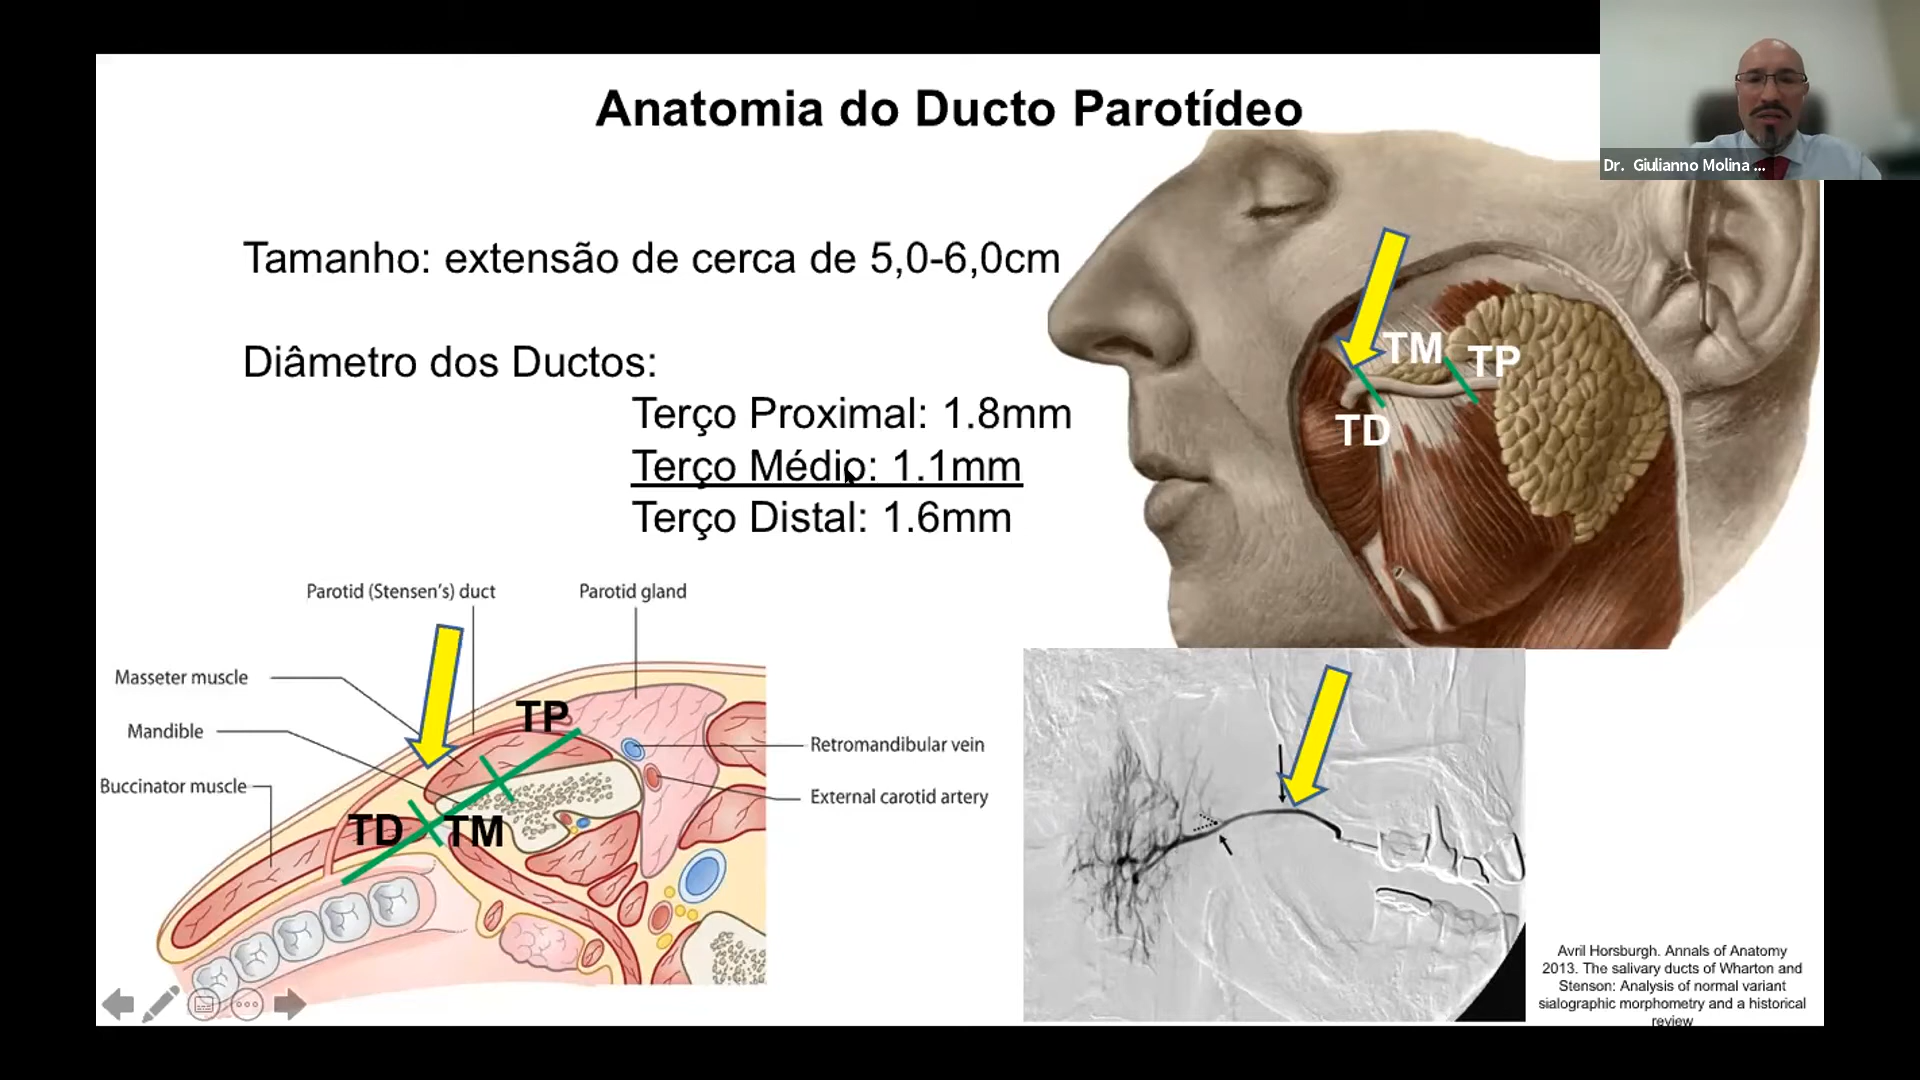 Anatomia do Ducto Parotídeo
Dr. Giulianno Molina ...
Tamanho: extensão de cerca de 5,0-6,0cm
Diâmetro dos Ductos:
Terço Proximal: 1.8mm
Terço Médio: 1.1mm
Terço Distal: 1.6mm
TM
TP
TD
Parotid (Stensen's) duct
Parotid gland
Masseter muscle
Mandible
Buccinator muscle
TP
TD
TM
Retromandibular vein
External carotid artery
Avril Horsburgh. Annals of Anatomy
2013. The salivary ducts of Wharton and
Stenson: Analysis of normal variant
sialographic morphometry and a historical
review